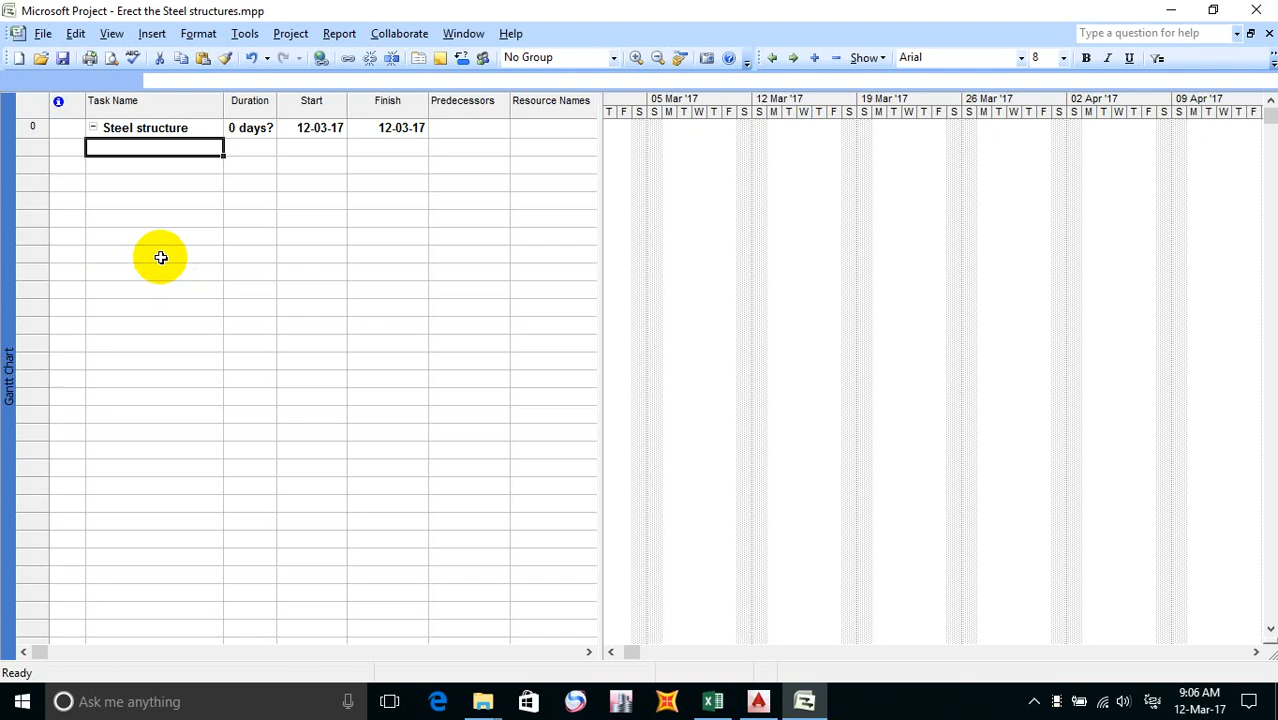 Microsoft Project - Erect the Steel structures.mpp
File Edit View Insert Format Tools Project Report Collaborate Window Help
Type a question for help
No Group
Show
Arial
8
B I U
Task Name Duration Start Finish Predecessors Resource Names
05 Mar '17 12 Mar '17 19 Mar '17 26 Mar '17 02 Apr '17 09 Apr '17
T F S S M T W T F S S M T W T F S S M T W T F S S M T W T F S S M T W T F S S M T W T F
0 Steel structure 0 days? 12-03-17 12-03-17
Gantt Chart
Ready
Ask me anything
9:06 AM
12-Mar-17